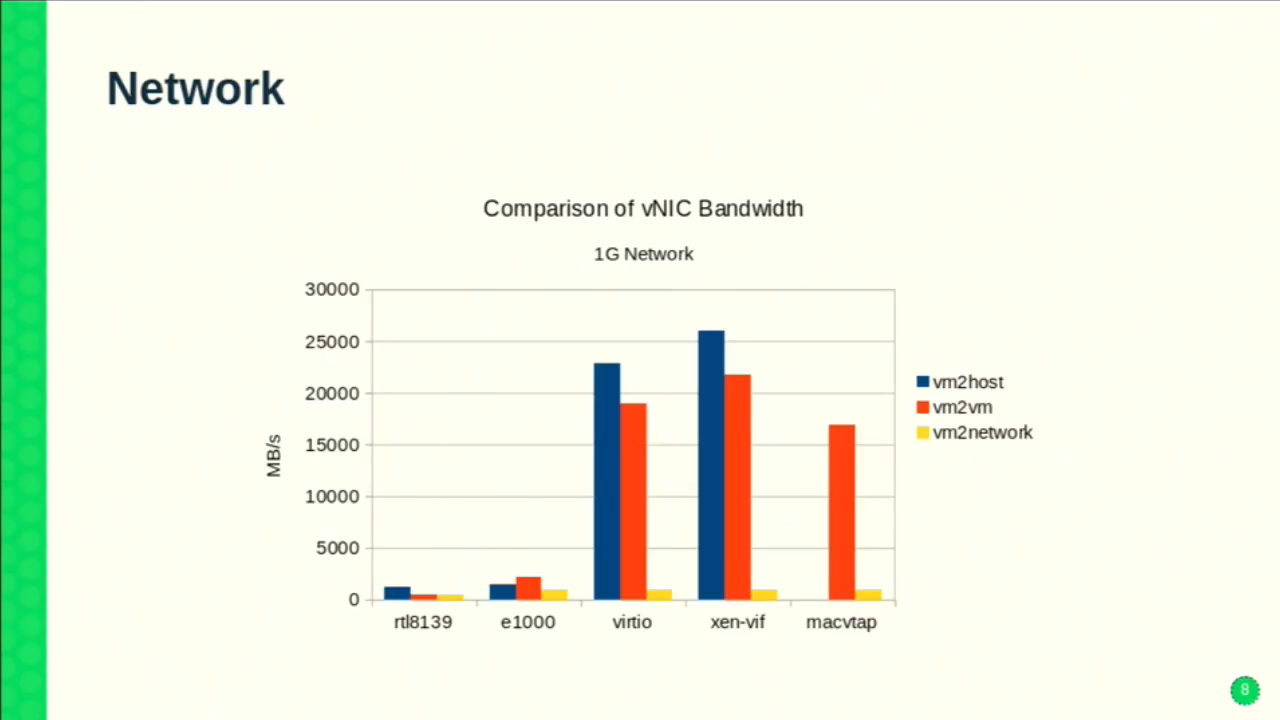 Network
Comparison of vNIC Bandwidth
1G Network
30000
25000
20000
15000
10000
5000
0
MB/s
rtl8139 e1000 virtio xen-vif macvtap
vm2host
vm2vm
vm2network
8